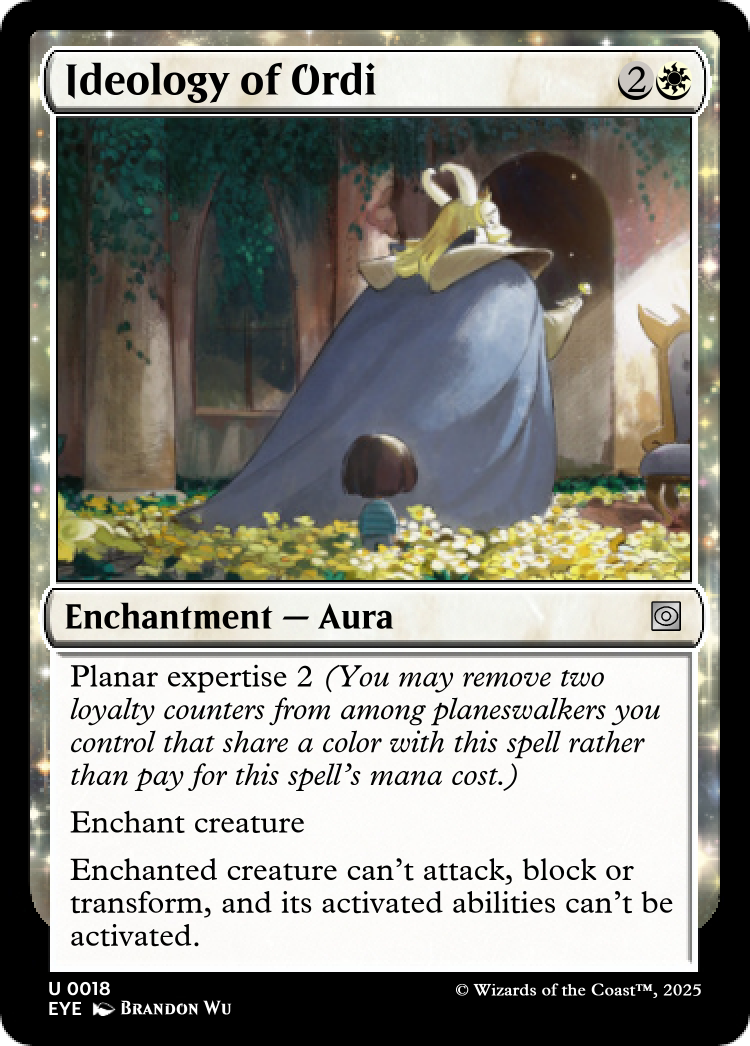 Ideology of Ordi
2
Enchantment — Aura
Planar expertise 2 (You may remove two
loyalty counters from among planeswalkers you
control that share a color with this spell rather
than pay for this spell’s mana cost.)
Enchant creature
Enchanted creature can’t attack, block or
transform, and its activated abilities can’t be
activated.
U 0018
© Wizards of the Coast™, 2025
EYE Brandon Wu